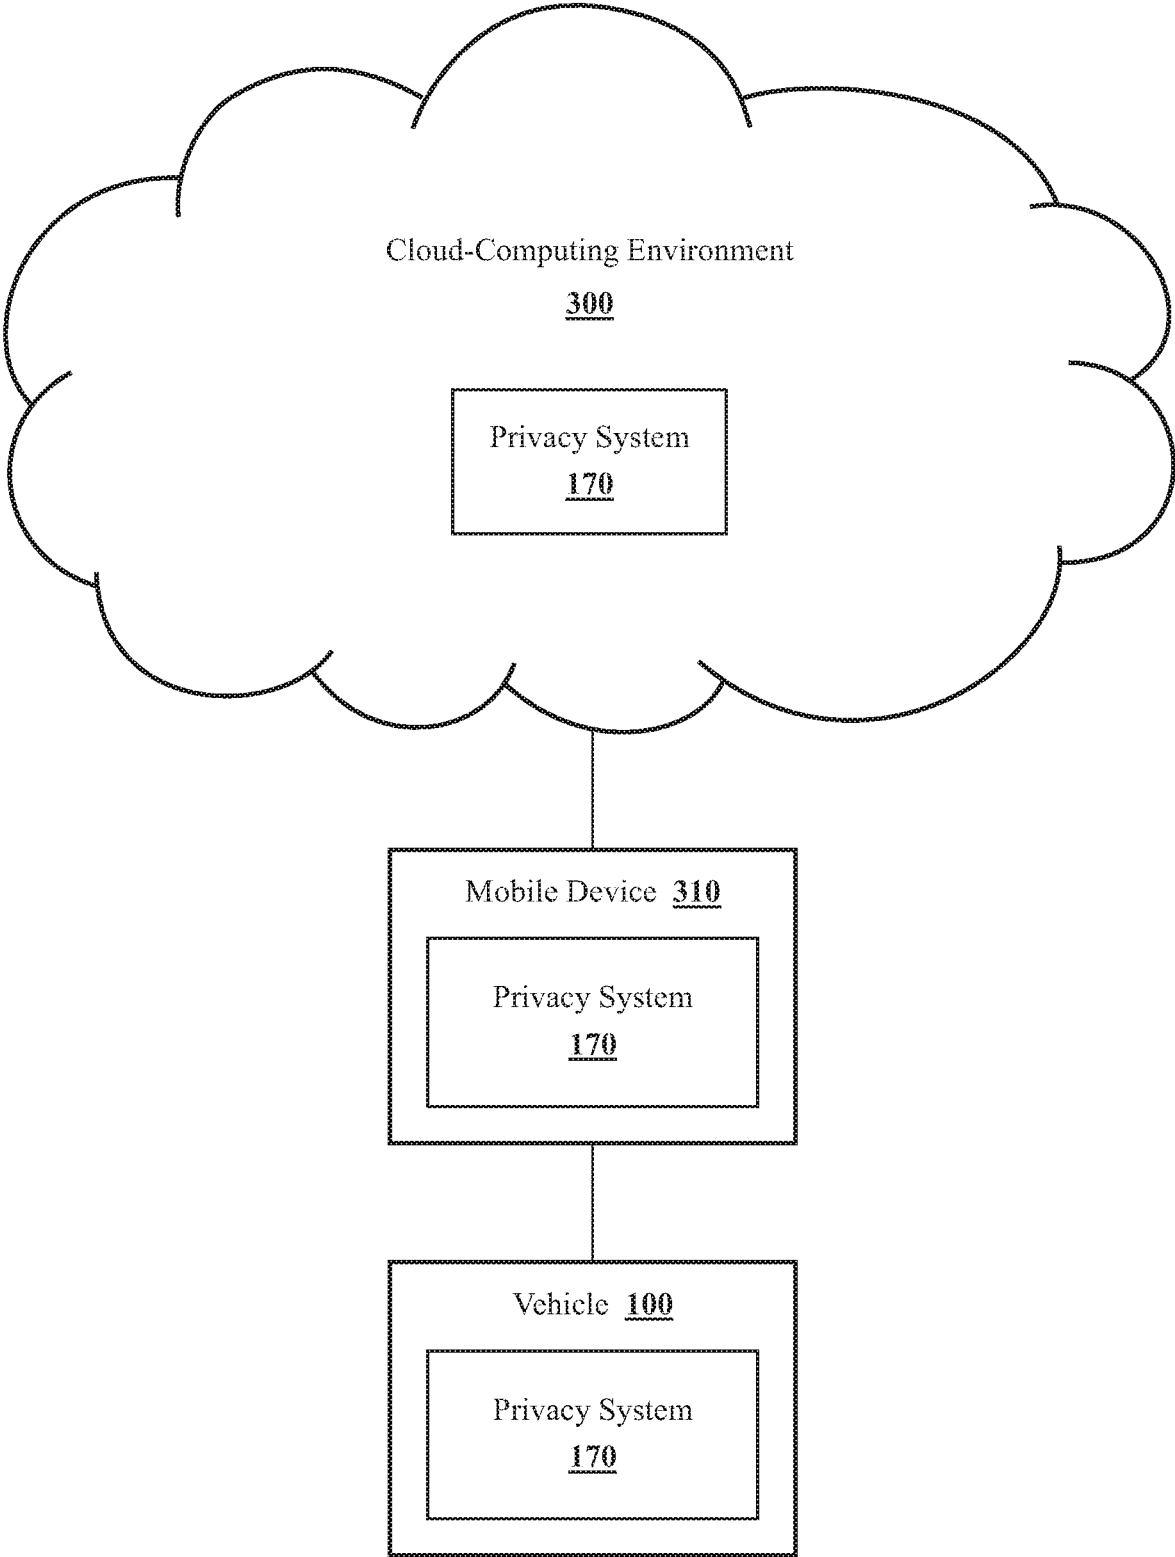 Cloud-Computing Environment
300
Privacy System
170
Mobile Device 310
Privacy System
170
Vehicle 100
Privacy System
170